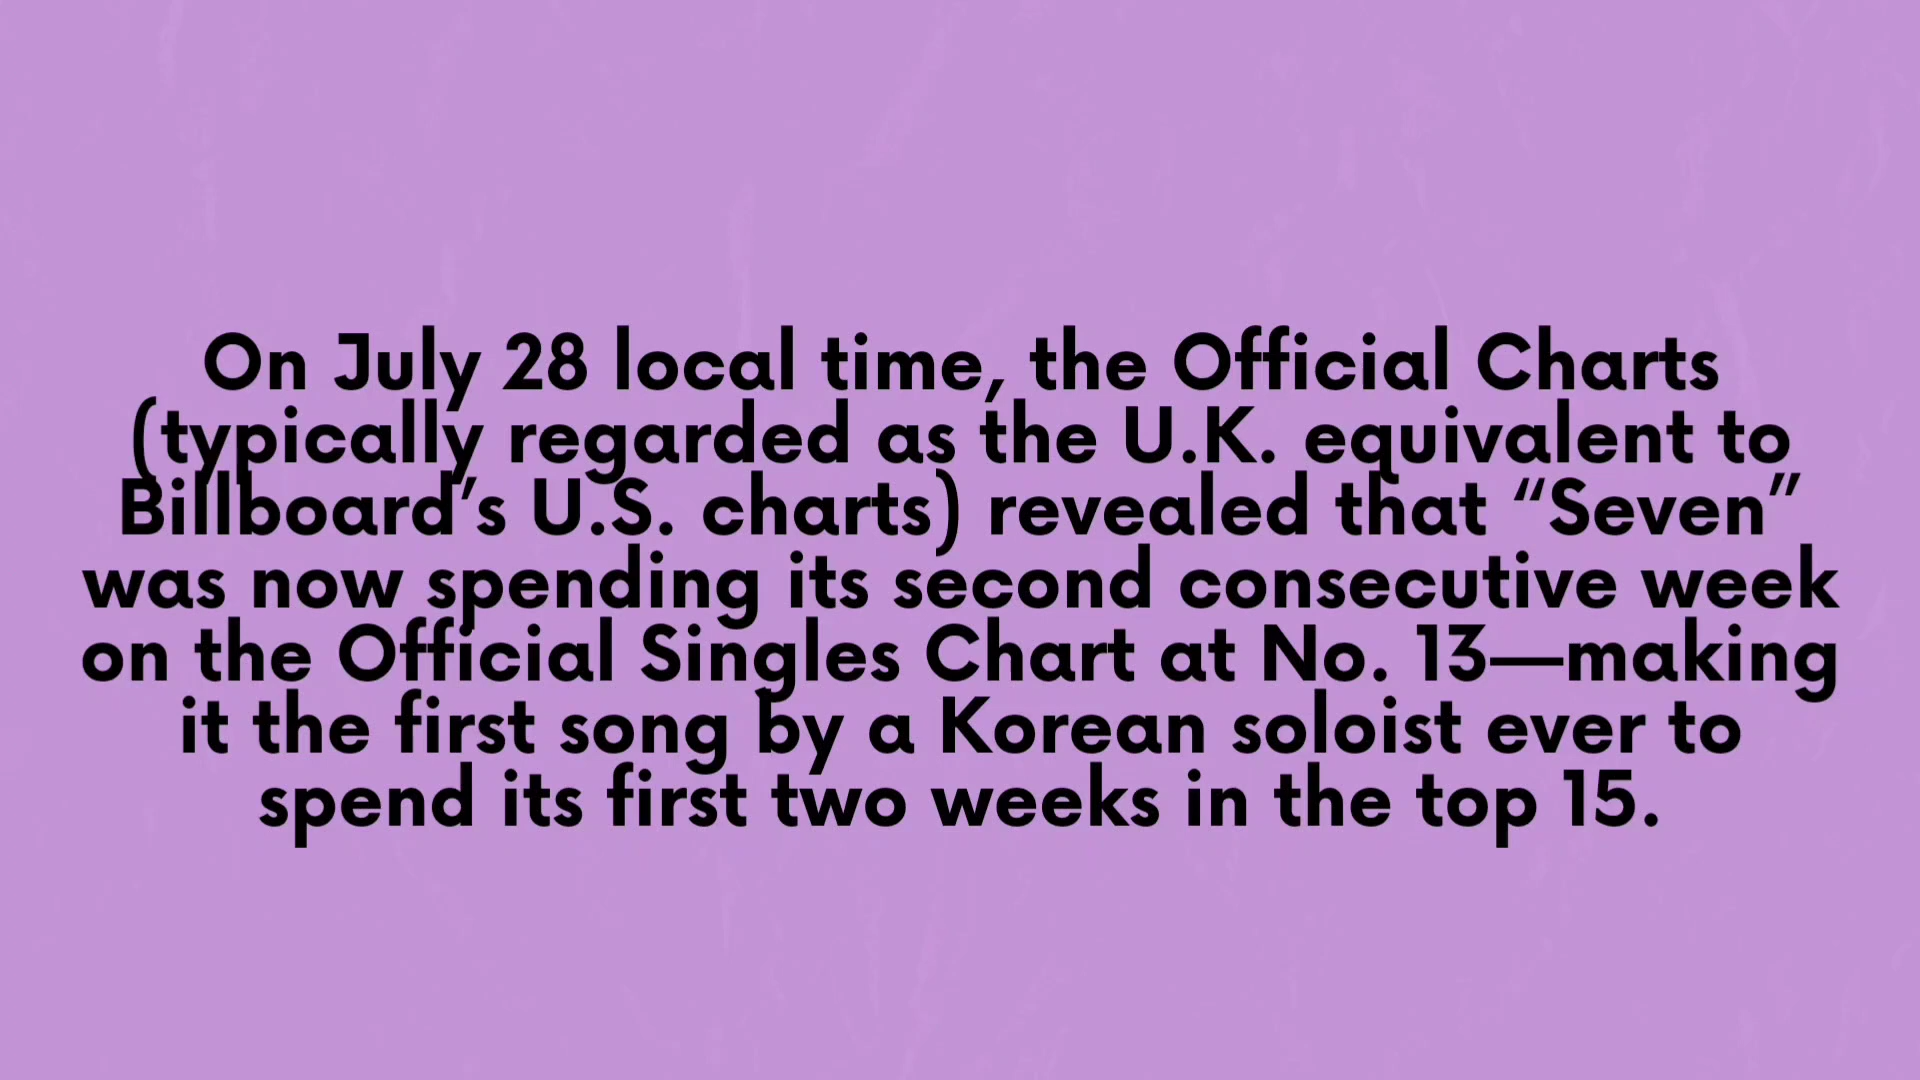 On July 28 local time, the Official Charts
(typically regarded as the U.K. equivalent to
Billboard’s U.S. charts) revealed that “Seven”
was now spending its second consecutive week
on the Official Singles Chart at No. 13—making
it the first song by a Korean soloist ever to
spend its first two weeks in the top 15.